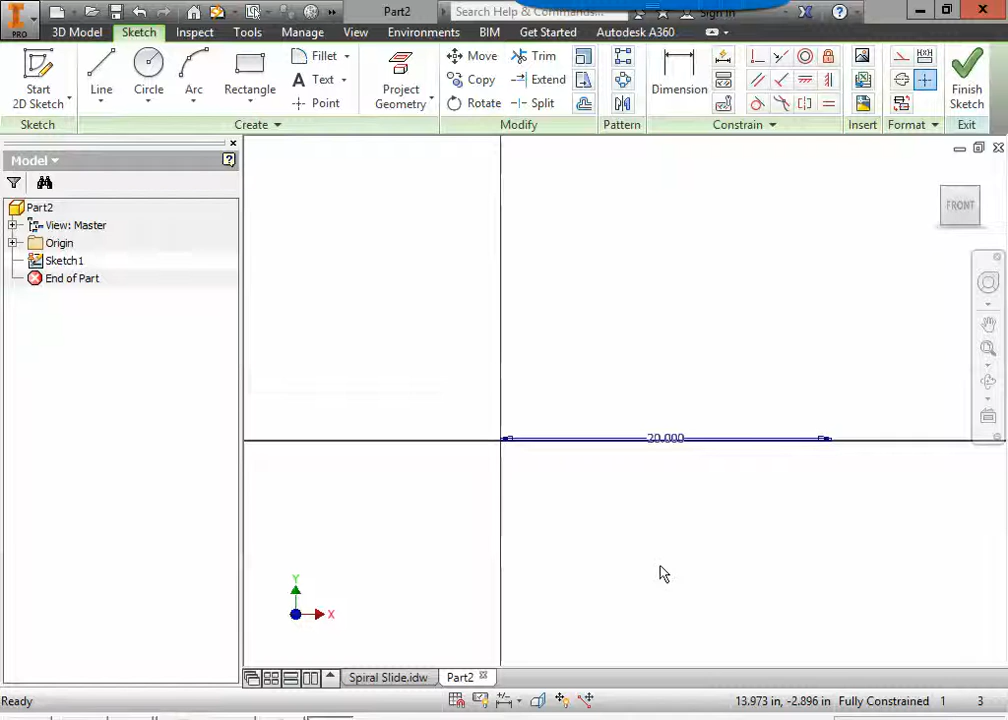 Part2
Search Help & Commands...
Sign In
PRO
3D Model
Sketch
Inspect
Tools
Manage
View
Environments
BIM
Get Started
Autodesk A360
Start
2D Sketch
Line
Circle
Arc
Rectangle
Fillet
Text
Point
Project
Geometry
Move
Copy
Rotate
Trim
Extend
Split
Dimension
Finish
Sketch
Sketch
Create
Modify
Pattern
Constrain
Insert
Format
Exit
Model
Part2
View: Master
Origin
Sketch1
End of Part
FRONT
20.000
Y
X
Spiral Slide.idw
Part2
Ready
13.973 in, -2.896 in
Fully Constrained
1
3